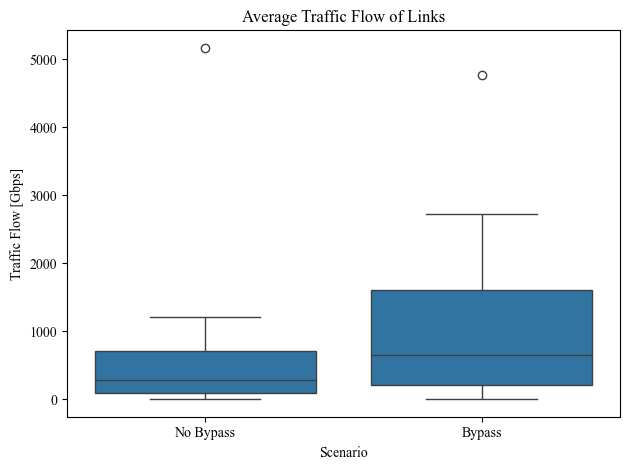 Average Traffic Flow of Links
Traffic Flow [Gbps]
5000
4000
3000
2000
1000
0
No Bypass
Bypass
Scenario